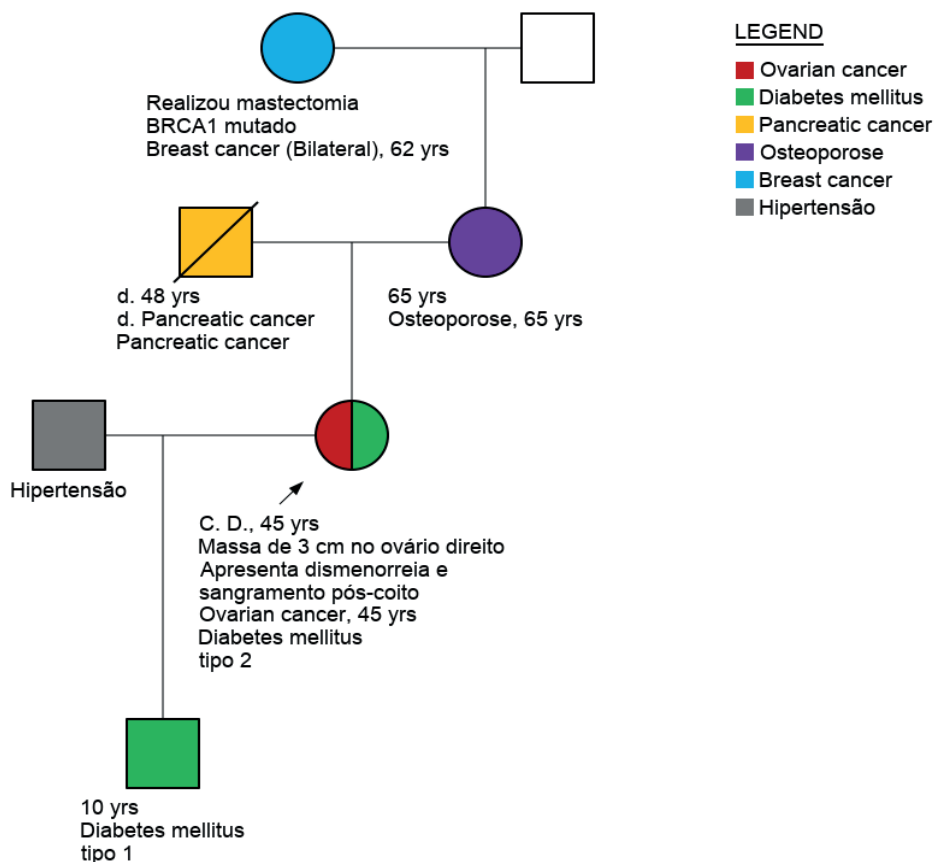 Realizou mastectomia
BRCA1 mutado
Breast cancer (Bilateral), 62 yrs
LEGEND
Ovarian cancer
Diabetes mellitus
Pancreatic cancer
Osteoporose
Breast cancer
Hipertensão
d. 48 yrs
d. Pancreatic cancer
Pancreatic cancer
65 yrs
Osteoporose, 65 yrs
Hipertensão
C. D., 45 yrs
Massa de 3 cm no ovário direito
Apresenta dismenorreia e
sangramento pós-coito
Ovarian cancer, 45 yrs
Diabetes mellitus
tipo 2
10 yrs
Diabetes mellitus
tipo 1